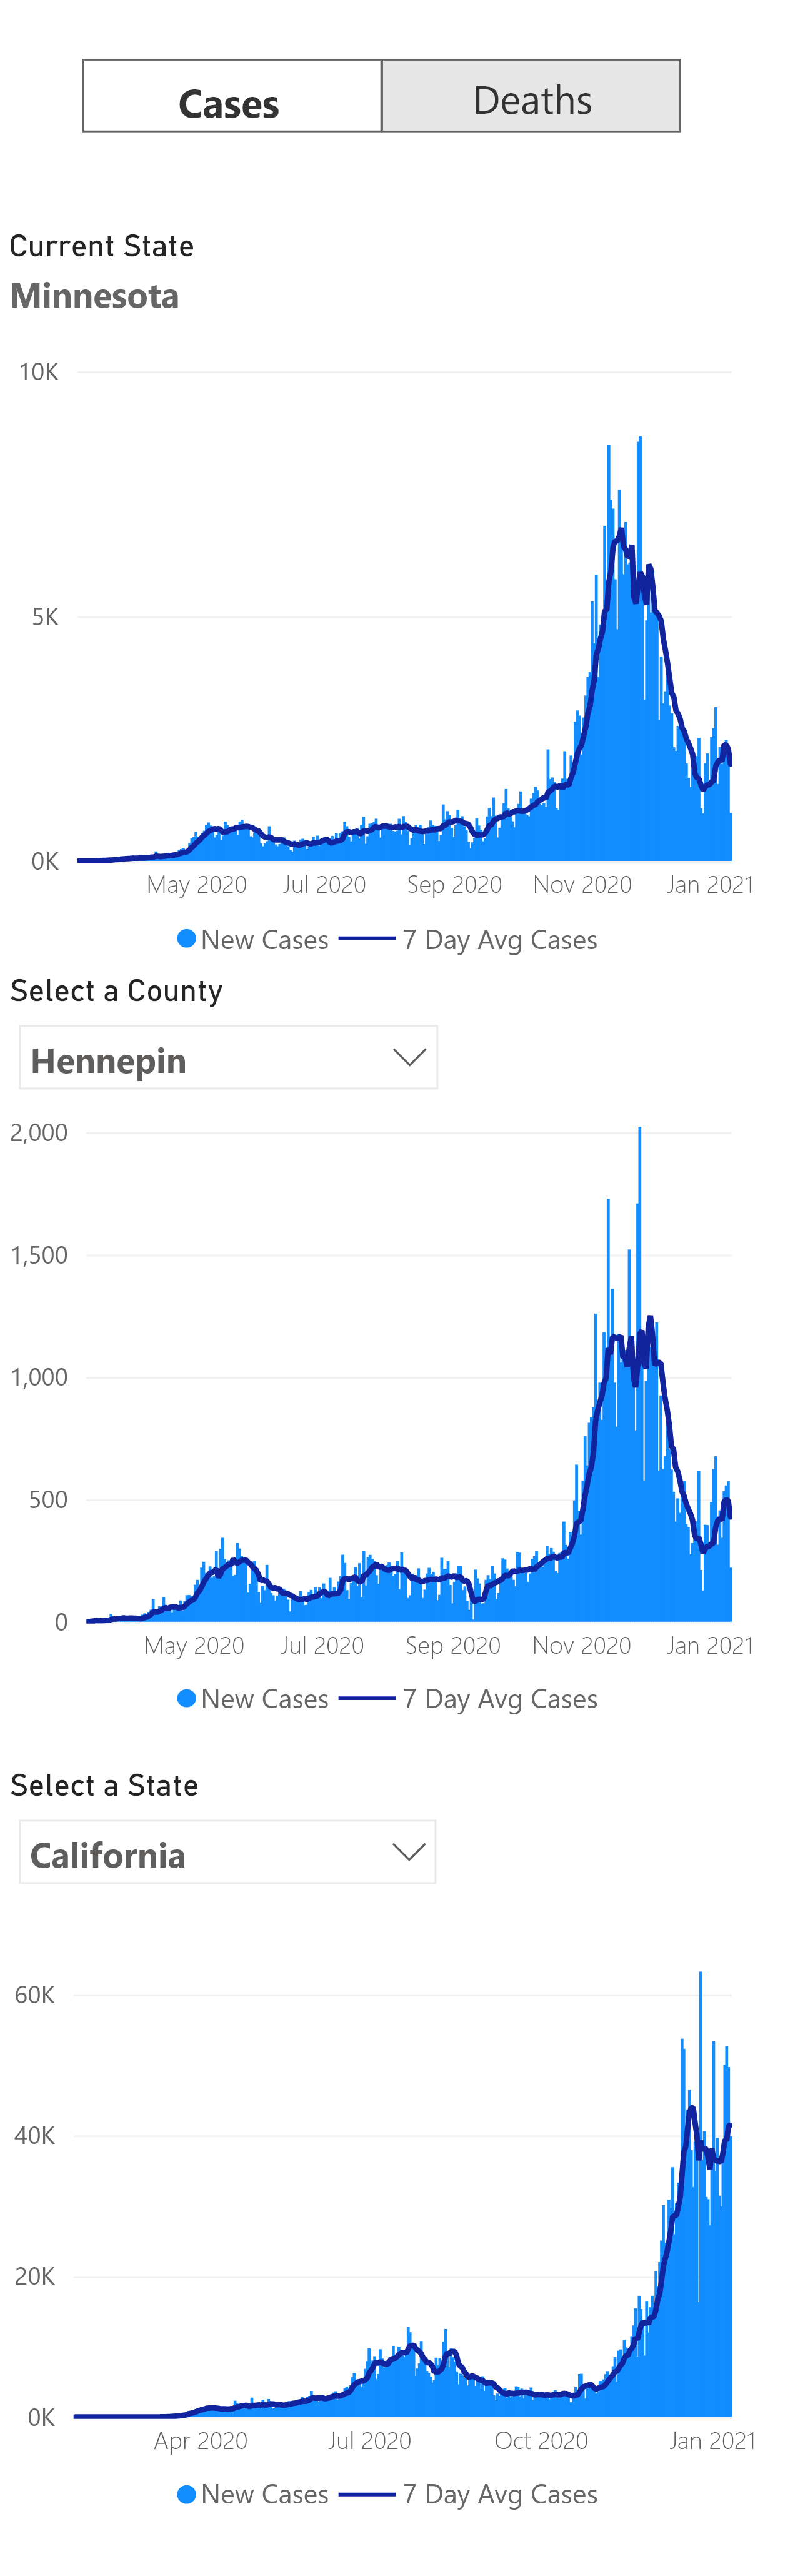 Cases Deaths
Current State
Minnesota
10K
5K
0K
May 2020 Jul 2020 Sep 2020 Nov 2020 Jan 2021
New Cases 7 Day Avg Cases
Select a County
Hennepin
2,000
1,500
1,000
500
0
May 2020 Jul 2020 Sep 2020 Nov 2020 Jan 2021
New Cases 7 Day Avg Cases
Select a State
California
60K
40K
20K
0K
Apr 2020 Jul 2020 Oct 2020 Jan 2021
New Cases 7 Day Avg Cases